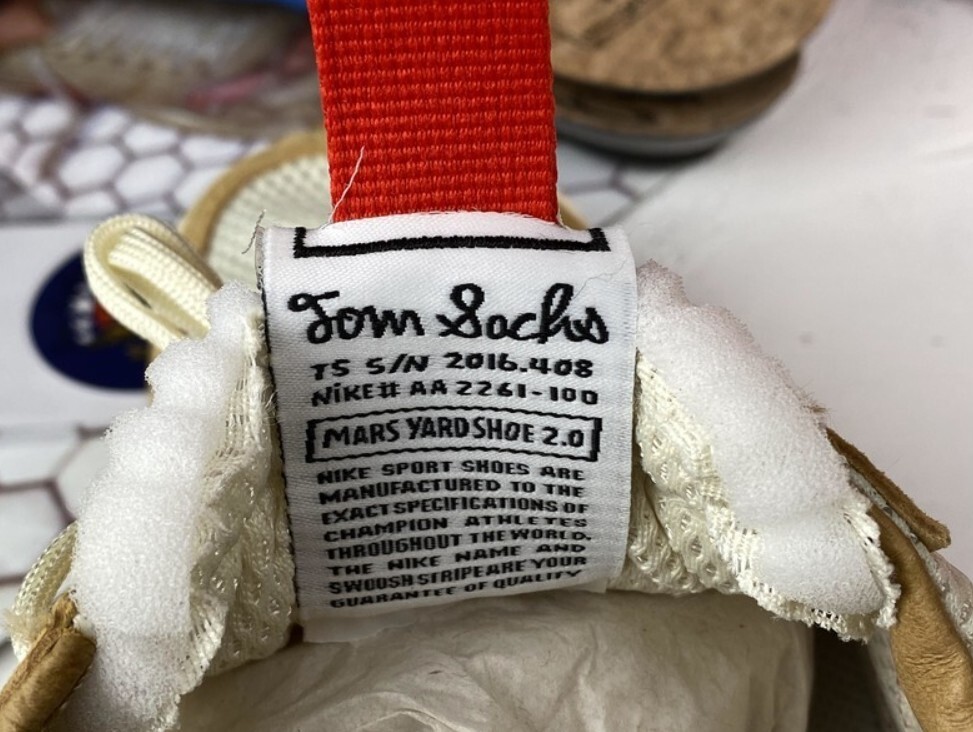 Tom Sachs
TS S/N 2016.408
NIKE# AA 2261-100
MARS YARD SHOE 2.0
NIKE SPORT SHOES ARE
MANUFACTURED TO THE
EXACT SPECIFICATIONS OF
CHAMPION ATHLETES
THROUGHOUT THE WORLD.
THE NIKE NAME AND
SWOOSH STRIPE ARE YOUR
GUARANTEE OF QUALITY